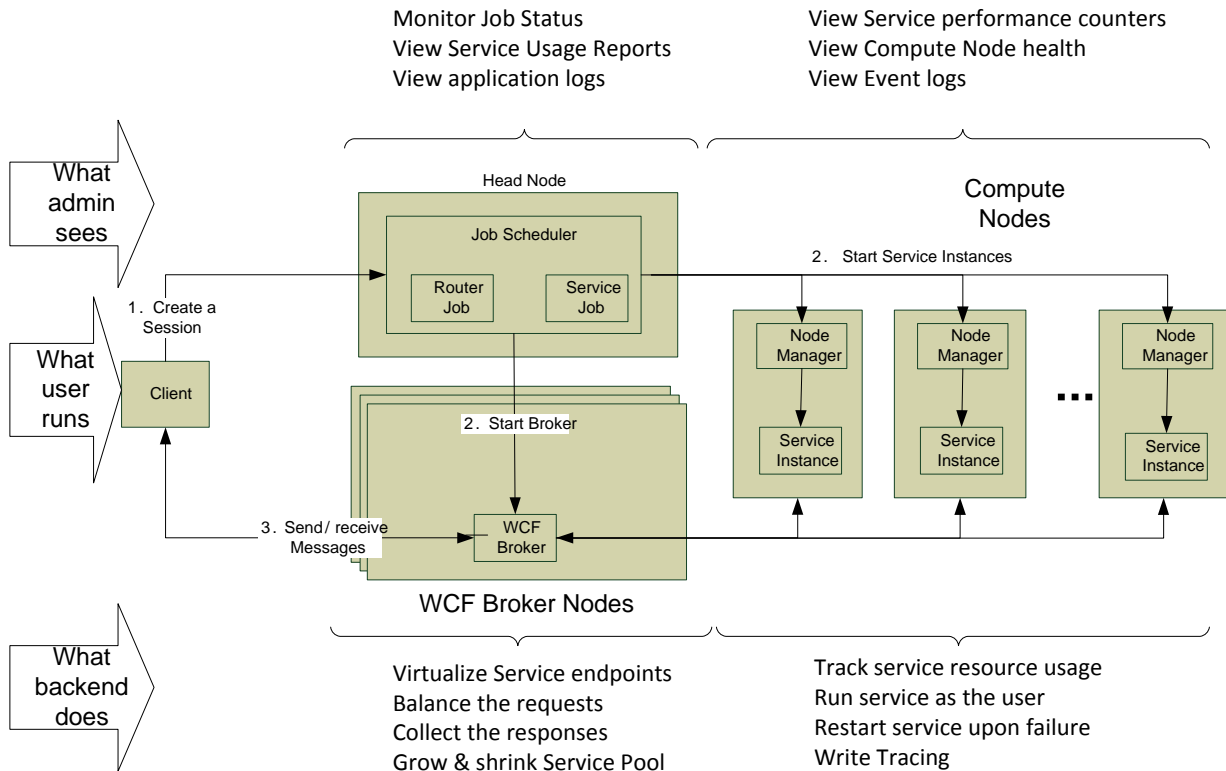 Monitor Job Status
View Service Usage Reports
View application logs
View Service performance counters
View Compute Node health
View Event logs
What
admin
sees
Head Node
Job Scheduler
Router
Job
Service
Job
Compute
Nodes
2. Start Service Instances
1. Create a
Session
What
user
runs
Client
Node
Manager
Service
Instance
Node
Manager
Service
Instance
...
Node
Manager
Service
Instance
2. Start Broker
3. Send/ receive
Messages
WCF
Broker
WCF Broker Nodes
What
backend
does
Virtualize Service endpoints
Balance the requests
Collect the responses
Grow & shrink Service Pool
Track service resource usage
Run service as the user
Restart service upon failure
Write Tracing